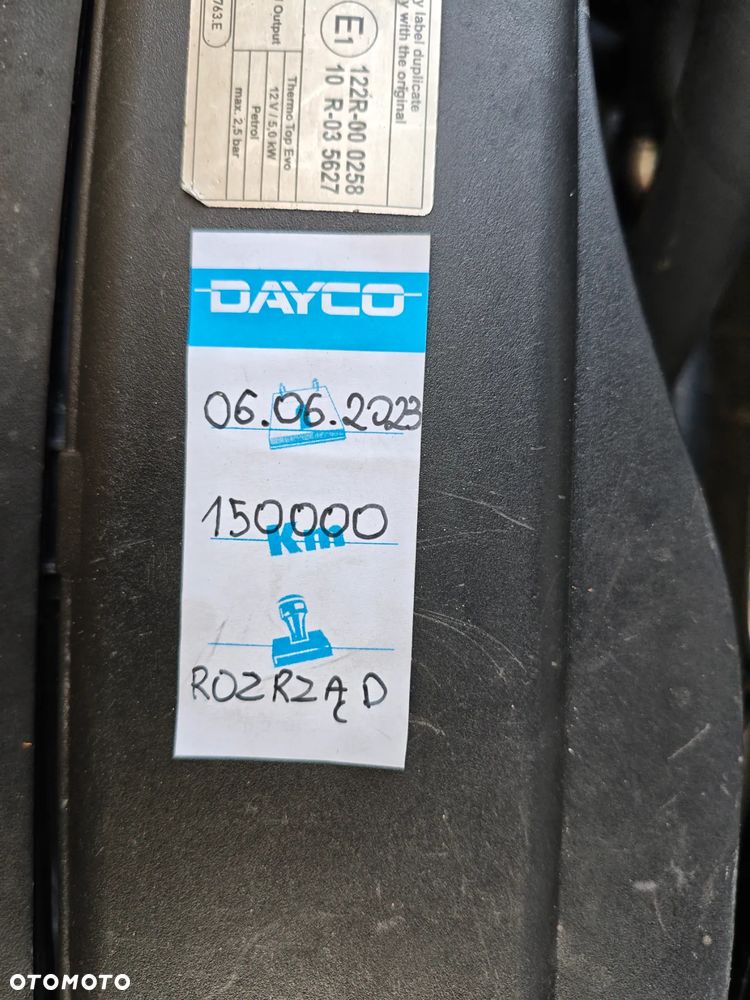 y label duplicate
y with the original
E1
122R-00 0258
10 R-03 5627
Output
Thermo Top Evo
12 V / 5,0 kW
Petrol
max. 2,5 bar
763.E
DAYCO
06.06.2023
150000
Km
ROZRZĄD
OTOMOTO